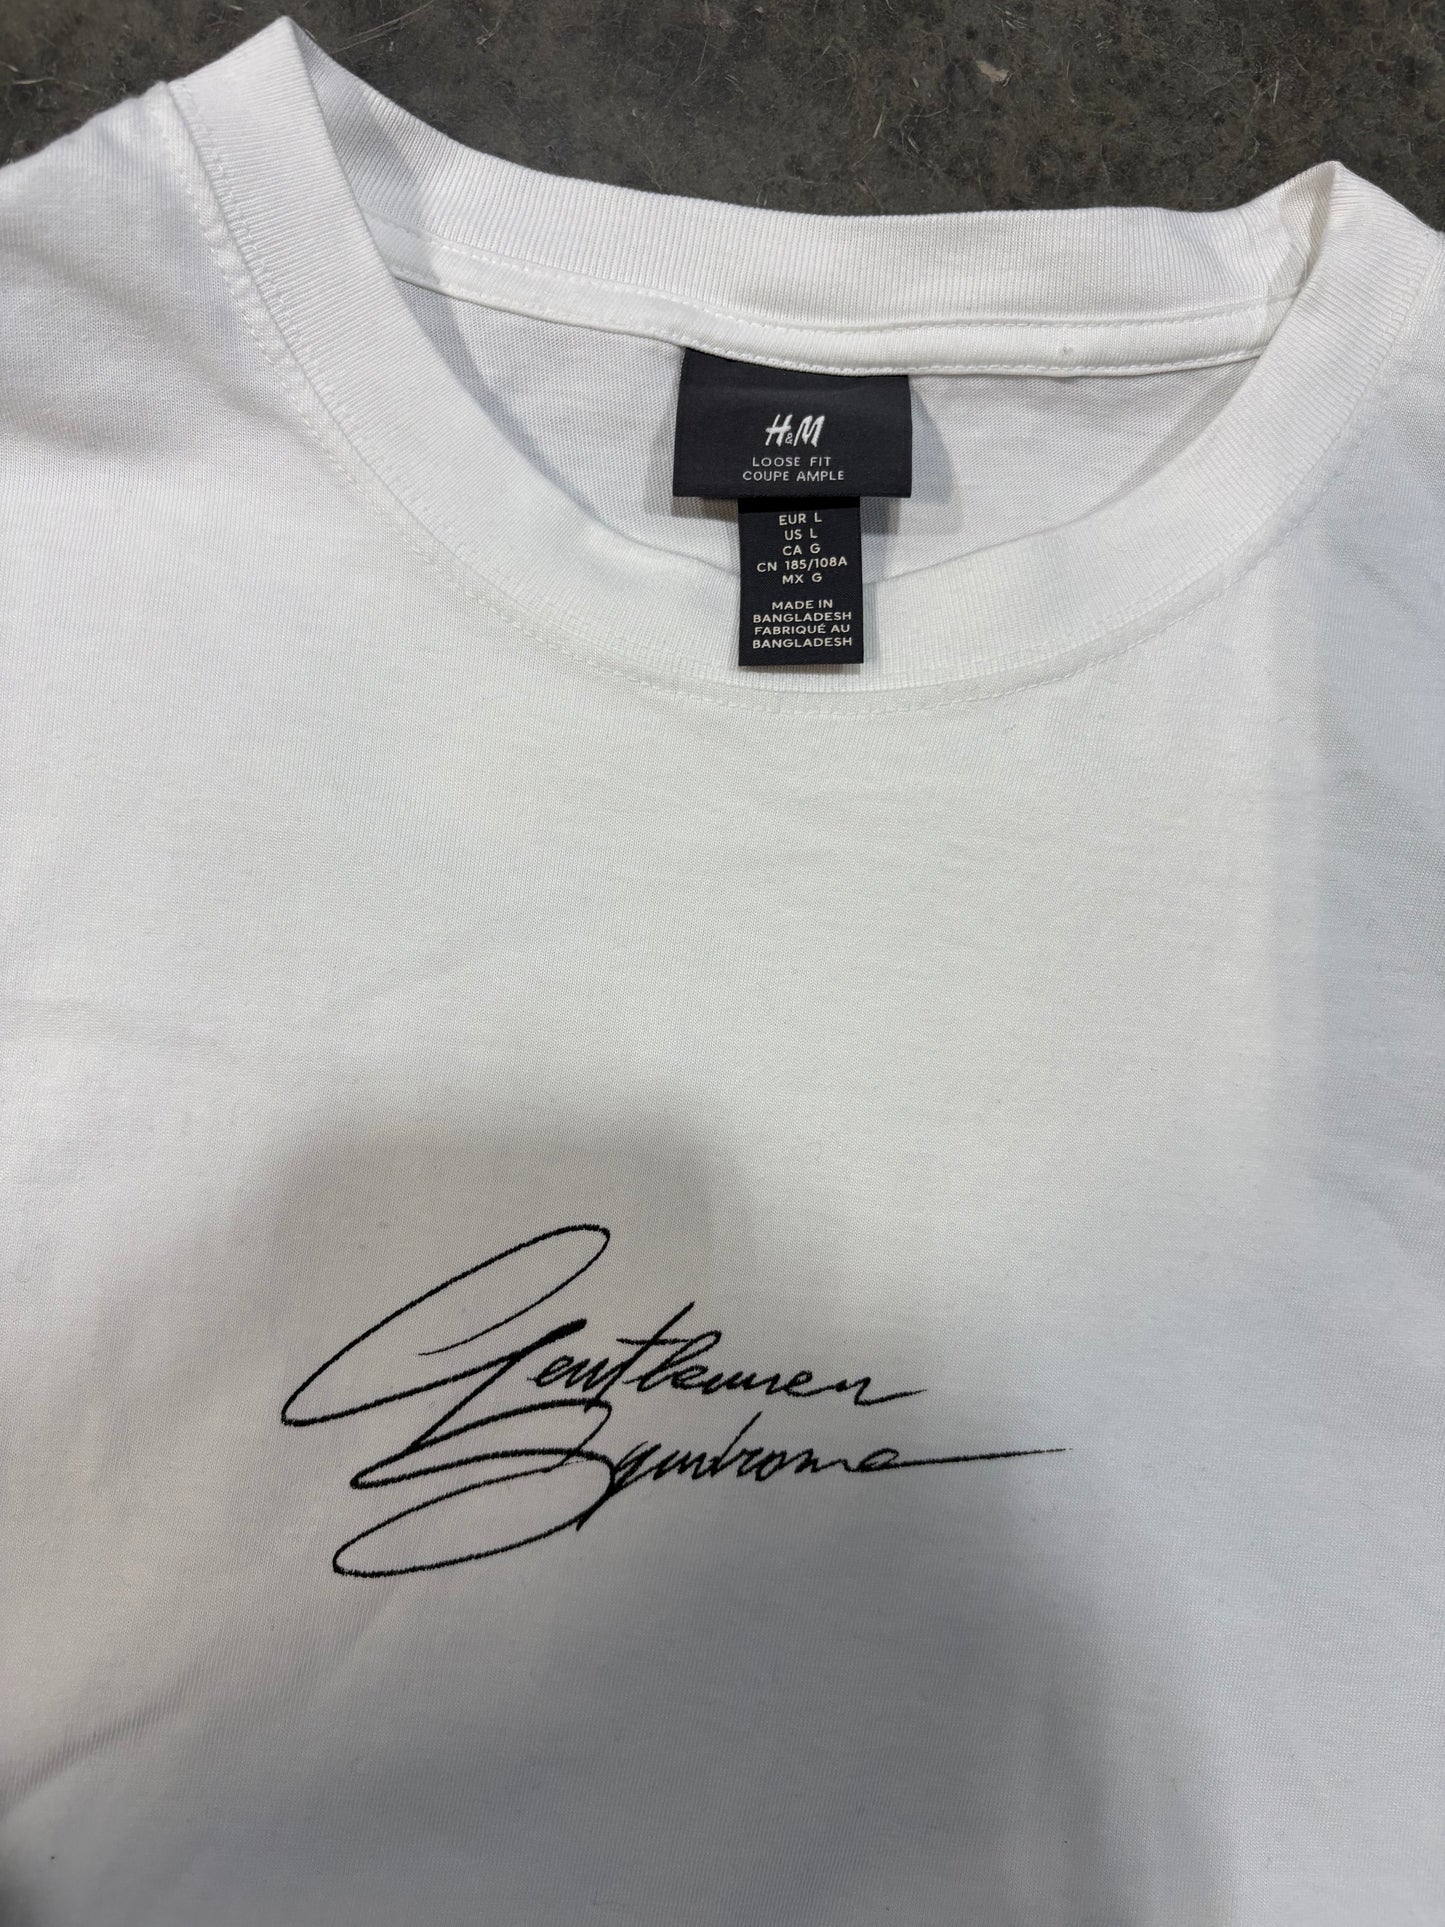 H&M
LOOSE FIT
COUPE AMPLE
EUR L
US L
CA G
CN 185/108A
MX G
MADE IN
BANGLADESH
FABRIQUÉ AU
BANGLADESH
Gentlemen
Syndrome